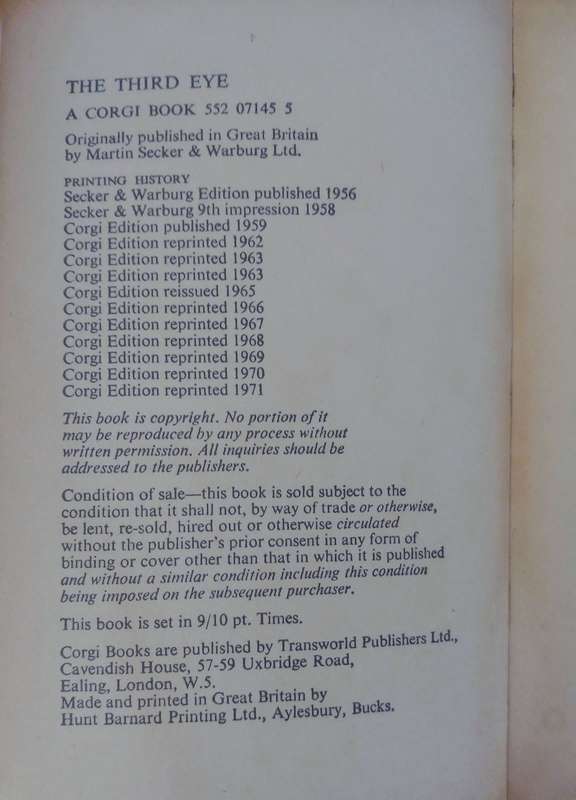 THE THIRD EYE
A CORGI BOOK 552 07145 5
Originally published in Great Britain
by Martin Secker & Warburg Ltd.
PRINTING HISTORY
Secker & Warburg Edition published 1956
Secker & Warburg 9th impression 1958
Corgi Edition published 1959
Corgi Edition reprinted 1962
Corgi Edition reprinted 1963
Corgi Edition reprinted 1963
Corgi Edition reissued 1965
Corgi Edition reprinted 1966
Corgi Edition reprinted 1967
Corgi Edition reprinted 1968
Corgi Edition reprinted 1969
Corgi Edition reprinted 1970
Corgi Edition reprinted 1971
This book is copyright. No portion of it
may be reproduced by any process without
written permission. All inquiries should be
addressed to the publishers.
Condition of sale—this book is sold subject to the
condition that it shall not, by way of trade or otherwise,
be lent, re-sold, hired out or otherwise circulated
without the publisher's prior consent in any form of
binding or cover other than that in which it is published
and without a similar condition including this condition
being imposed on the subsequent purchaser.
This book is set in 9/10 pt. Times.
Corgi Books are published by Transworld Publishers Ltd.,
Cavendish House, 57-59 Uxbridge Road,
Ealing, London, W.5.
Made and printed in Great Britain by
Hunt Barnard Printing Ltd., Aylesbury, Bucks.